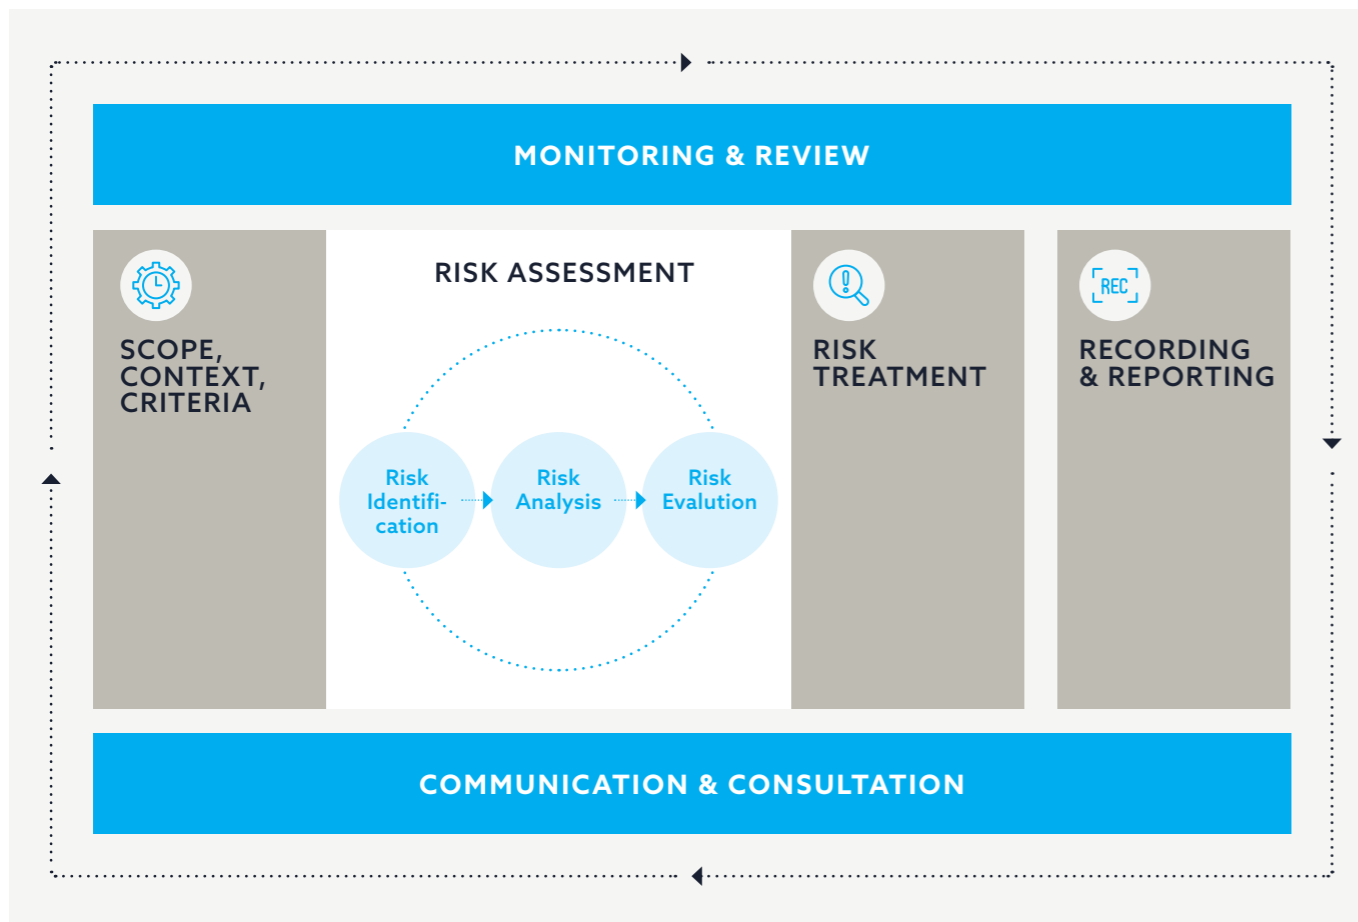 MONITORING & REVIEW
SCOPE,
CONTEXT,
CRITERIA
RISK ASSESSMENT
Risk
Identifi-
cation
Risk
Analysis
Risk
Evalution
RISK
TREATMENT
REC
RECORDING
& REPORTING
COMMUNICATION & CONSULTATION